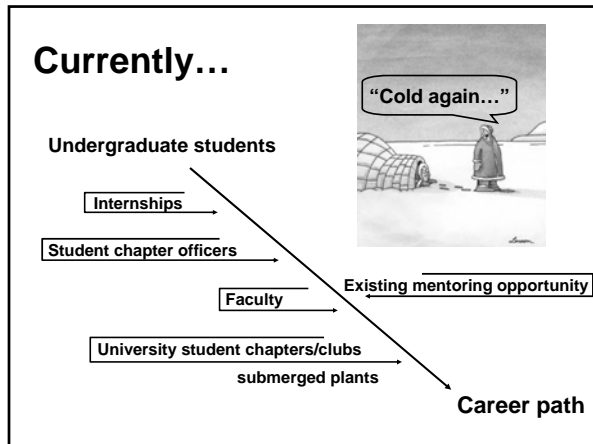 Currently…
“Cold again…”
Undergraduate students
Internships
Student chapter officers
Existing mentoring opportunity
Faculty
University student chapters/clubs
submerged plants
Career path